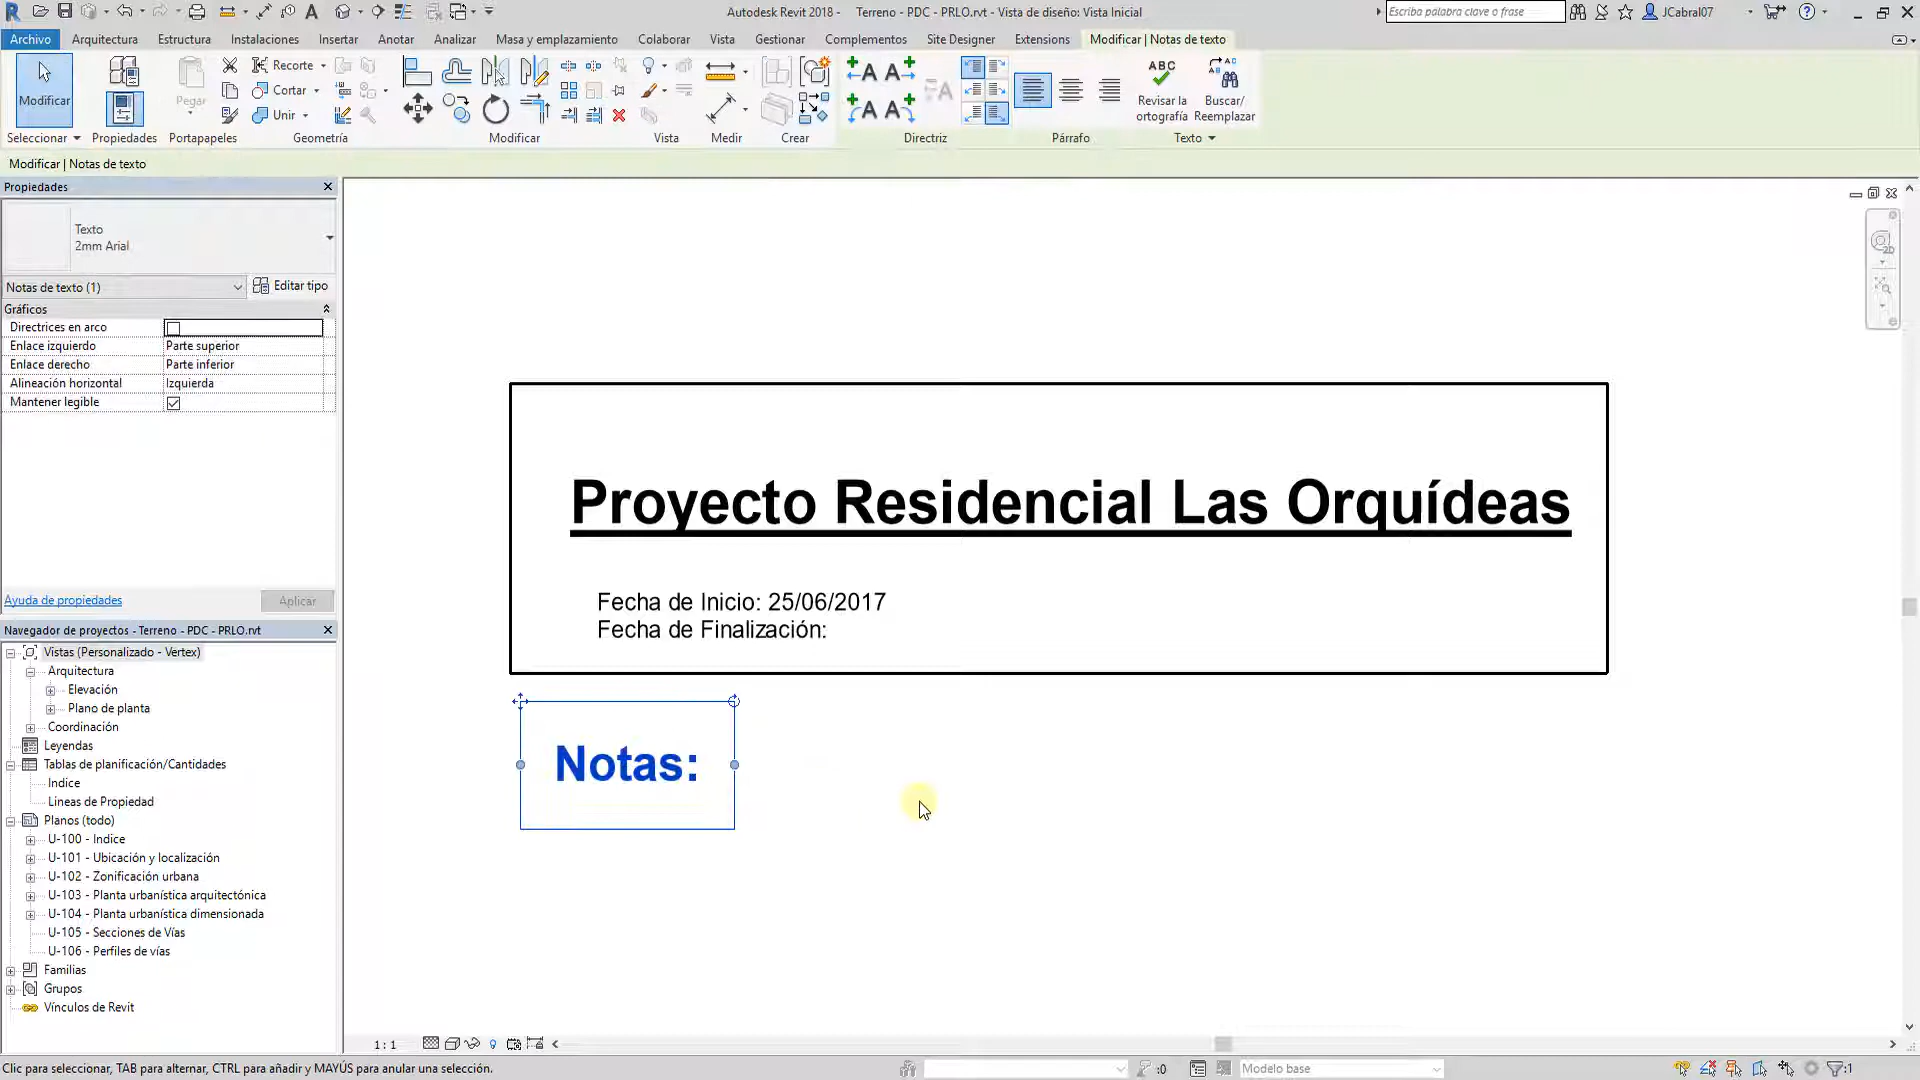 Autodesk Revit 2018 - Terreno - PDC - PRLO.rvt - Vista de diseño: Vista Inicial
Escriba palabra clave o frase
JCabral07
Archivo Arquitectura Estructura Instalaciones Insertar Anotar Analizar Masa y emplazamiento Colaborar Vista Gestionar Complementos Site Designer Extensions Modificar | Notas de texto
Modificar
Pegar
Recorte
Cortar
Unir
ABC
Revisar la ortografía
Buscar/ Reemplazar
Seleccionar Propiedades Portapapeles Geometría Modificar Vista Medir Crear Directriz Párrafo Texto
Modificar | Notas de texto
Propiedades
Texto
2mm Arial
Notas de texto (1) Editar tipo
Gráficos
Directrices en arco
Enlace izquierdo Parte superior
Enlace derecho Parte inferior
Alineación horizontal Izquierda
Mantener legible
Ayuda de propiedades Aplicar
Navegador de proyectos - Terreno - PDC - PRLO.rvt
Vistas (Personalizado - Vertex)
Arquitectura
Elevación
Plano de planta
Coordinación
Leyendas
Tablas de planificación/Cantidades
Indice
Lineas de Propiedad
Planos (todo)
U-100 - Indice
U-101 - Ubicación y localización
U-102 - Zonificación urbana
U-103 - Planta urbanística arquitectónica
U-104 - Planta urbanística dimensionada
U-105 - Secciones de Vías
U-106 - Perfiles de vías
Familias
Grupos
Vínculos de Revit
Proyecto Residencial Las Orquídeas
Fecha de Inicio: 25/06/2017
Fecha de Finalización:
Notas:
2D
1 : 1
Clic para seleccionar, TAB para alternar, CTRL para añadir y MAYÚS para anular una selección.
:0
Modelo base
:1